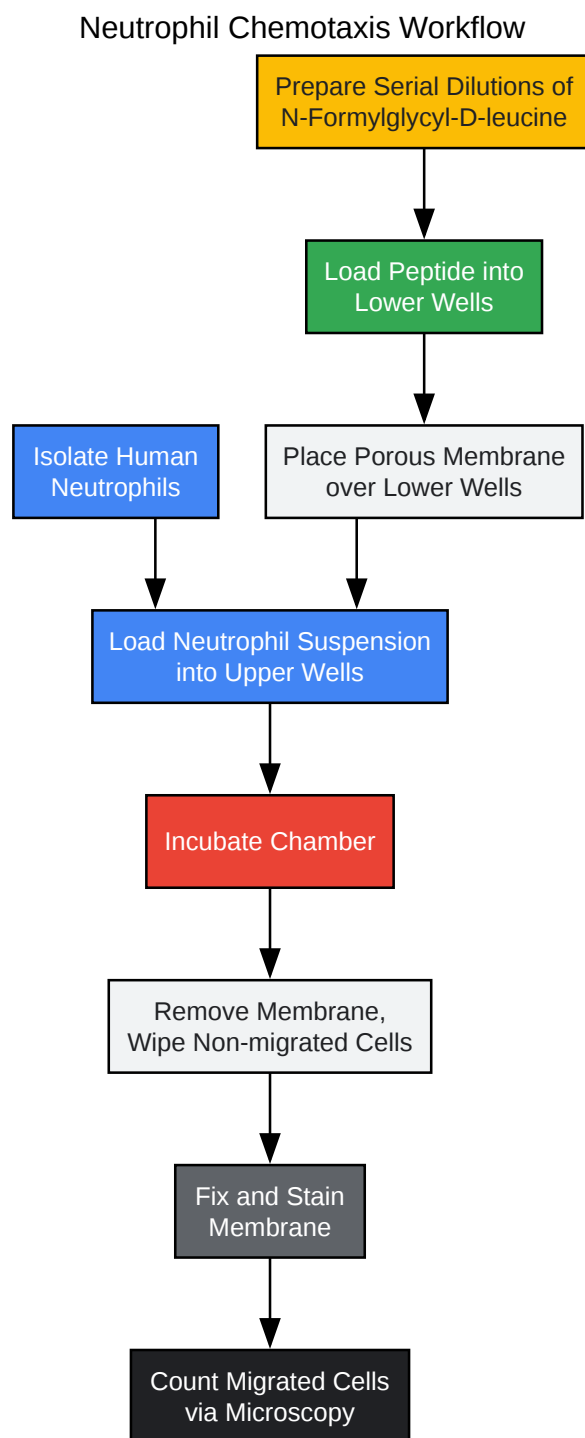 Neutrophil Chemotaxis Workflow
Prepare Serial Dilutions of
N-Formylglycyl-D-leucine
Load Peptide into
Lower Wells
Isolate Human
Neutrophils
Place Porous Membrane
over Lower Wells
Load Neutrophil Suspension
into Upper Wells
Incubate Chamber
Remove Membrane,
Wipe Non-migrated Cells
Fix and Stain
Membrane
Count Migrated Cells
via Microscopy